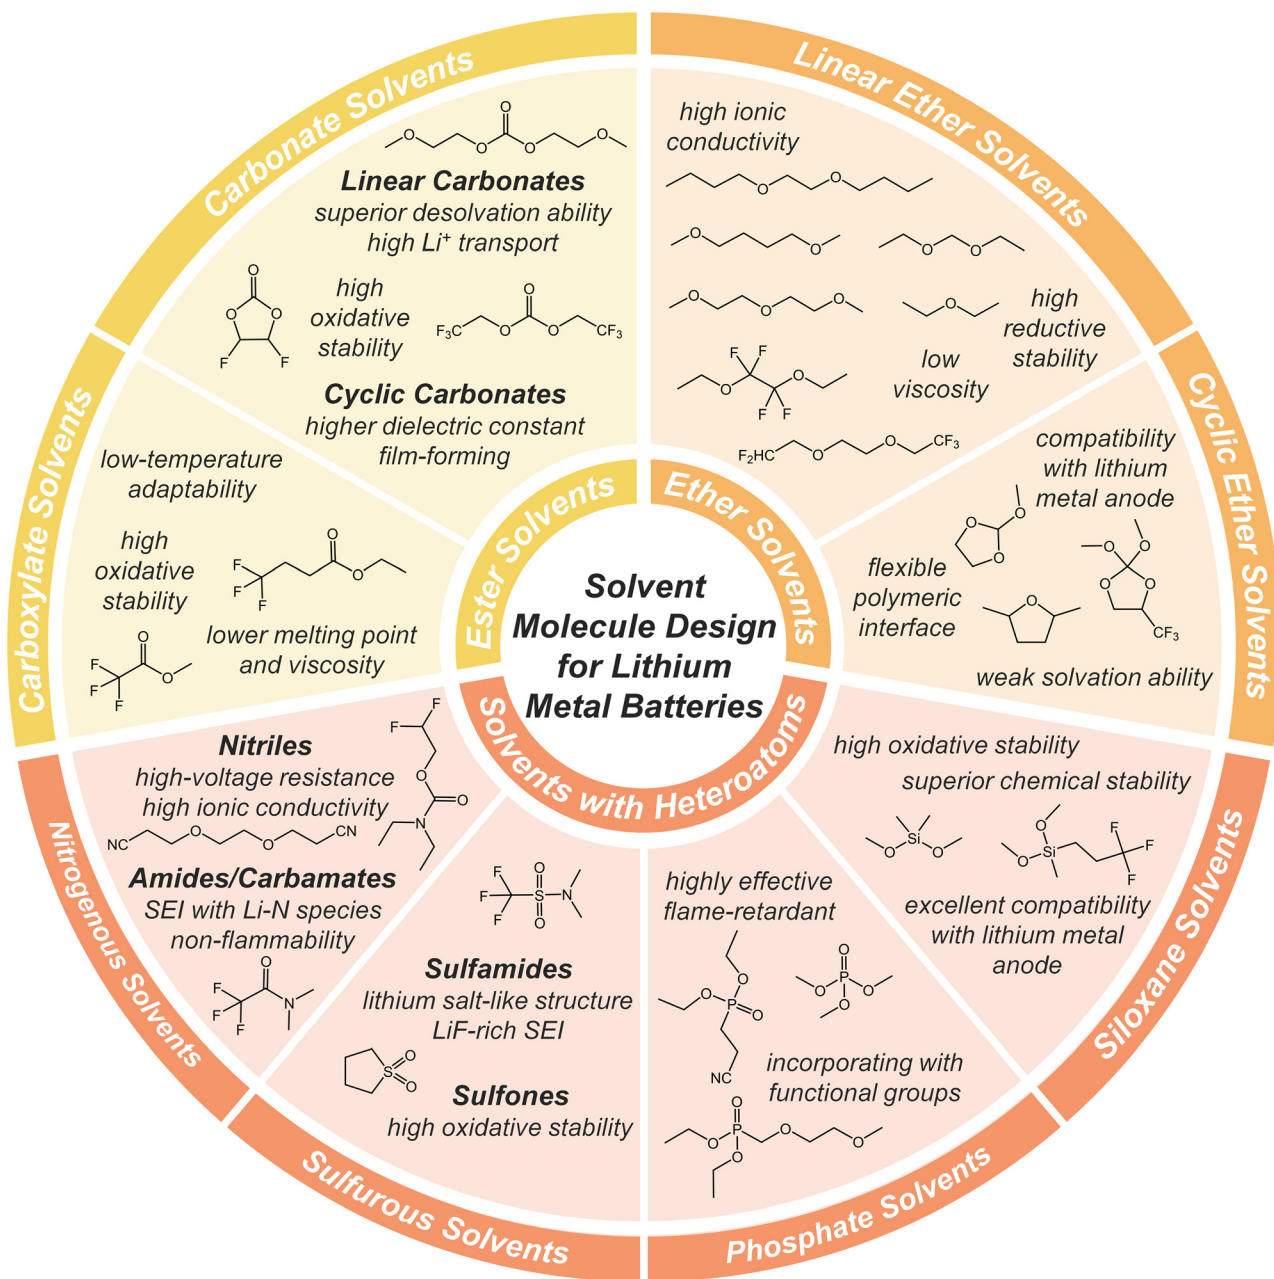 Solvent
Molecule Design
for Lithium
Metal Batteries
Ester Solvents
Ether Solvents
Solvents with Heteroatoms
Carbonate Solvents
O
O
O
O
O
Linear Carbonates
superior desolvation ability
high Li⁺ transport
O
O
O
F
F
high
oxidative
stability
O
F₃C
O
O
CF₃
Cyclic Carbonates
higher dielectric constant
film-forming
Linear Ether Solvents
high ionic
conductivity
O
O
O
O
O
O
O
O
O
O
high
reductive
stability
F
F
O
O
F
F
low
viscosity
F₂HC
O
O
CF₃
Cyclic Ether Solvents
compatibility
with lithium
metal anode
O
O
O
O
O
O
O
CF₃
flexible
polymeric
interface
O
weak solvation ability
Carboxylate Solvents
low-temperature
adaptability
high
oxidative
stability
O
F
F
F
O
lower melting point
and viscosity
O
F
F
F
O
Nitrogenous Solvents
Nitriles
high-voltage resistance
high ionic conductivity
F
F
O
O
N
NC
O
O
CN
Amides/Carbamates
SEI with Li-N species
non-flammability
O
F
F
F
N
Sulfurous Solvents
F
O
F
S
N
F
O
Sulfamides
lithium salt-like structure
LiF-rich SEI
O
S
O
Sulfones
high oxidative stability
Phosphate Solvents
highly effective
flame-retardant
O
O
P
O
NC
O
O
P
O
O
incorporating with
functional groups
O
O
P
O
O
O
Siloxane Solvents
high oxidative stability
superior chemical stability
Si
O
O
O
O
Si
F
F
F
excellent compatibility
with lithium metal
anode